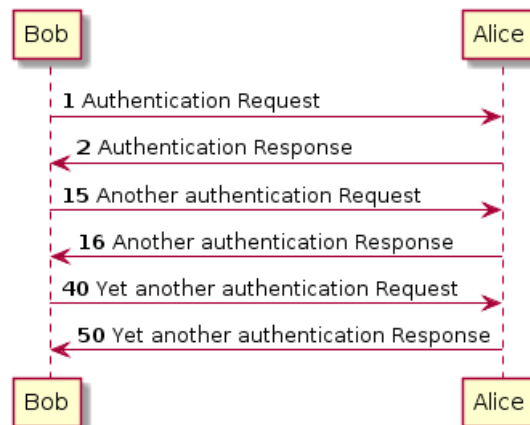 Bob Alice
1 Authentication Request
2 Authentication Response
15 Another authentication Request
16 Another authentication Response
40 Yet another authentication Request
50 Yet another authentication Response
Bob Alice